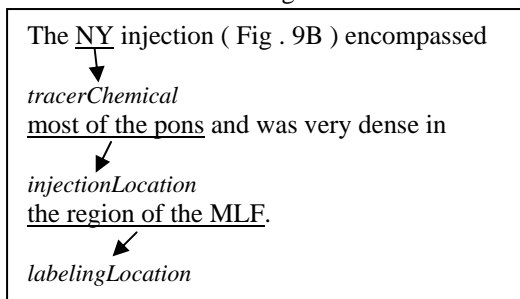 The NY injection ( Fig . 9B ) encompassed
tracerChemical
most of the pons and was very dense in
injectionLocation
the region of the MLF.
labelingLocation